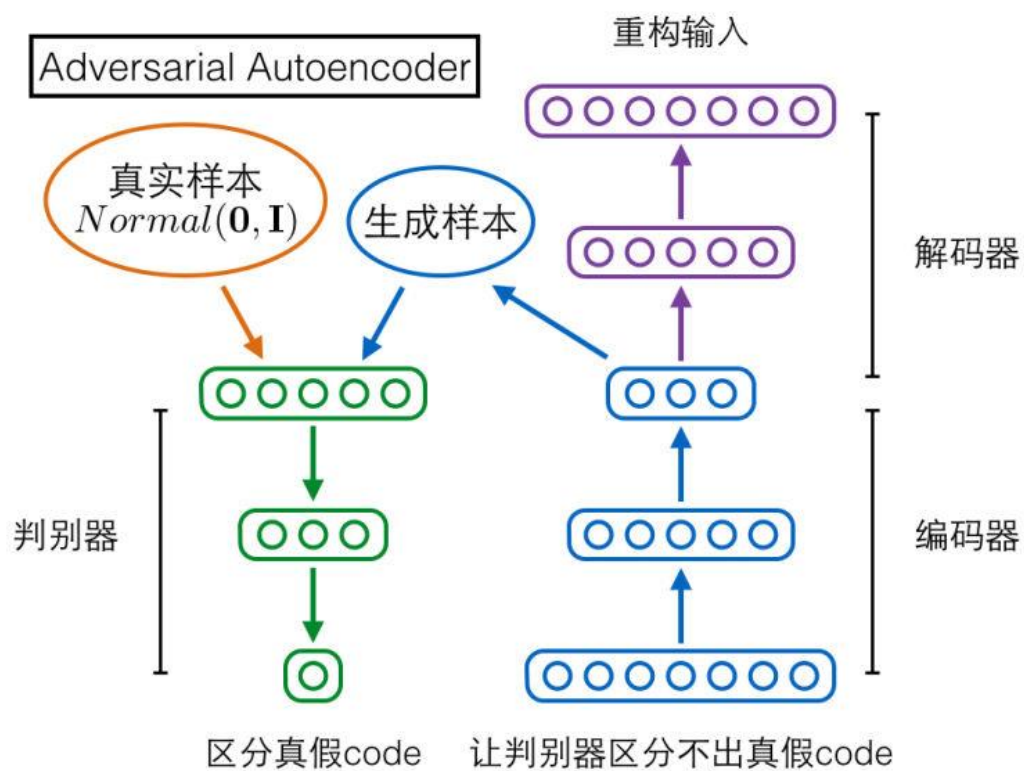 重构输入
Adversarial Autoencoder
真实样本
Normal(0, I)
生成样本
解码器
判别器
编码器
区分真假code
让判别器区分不出真假code